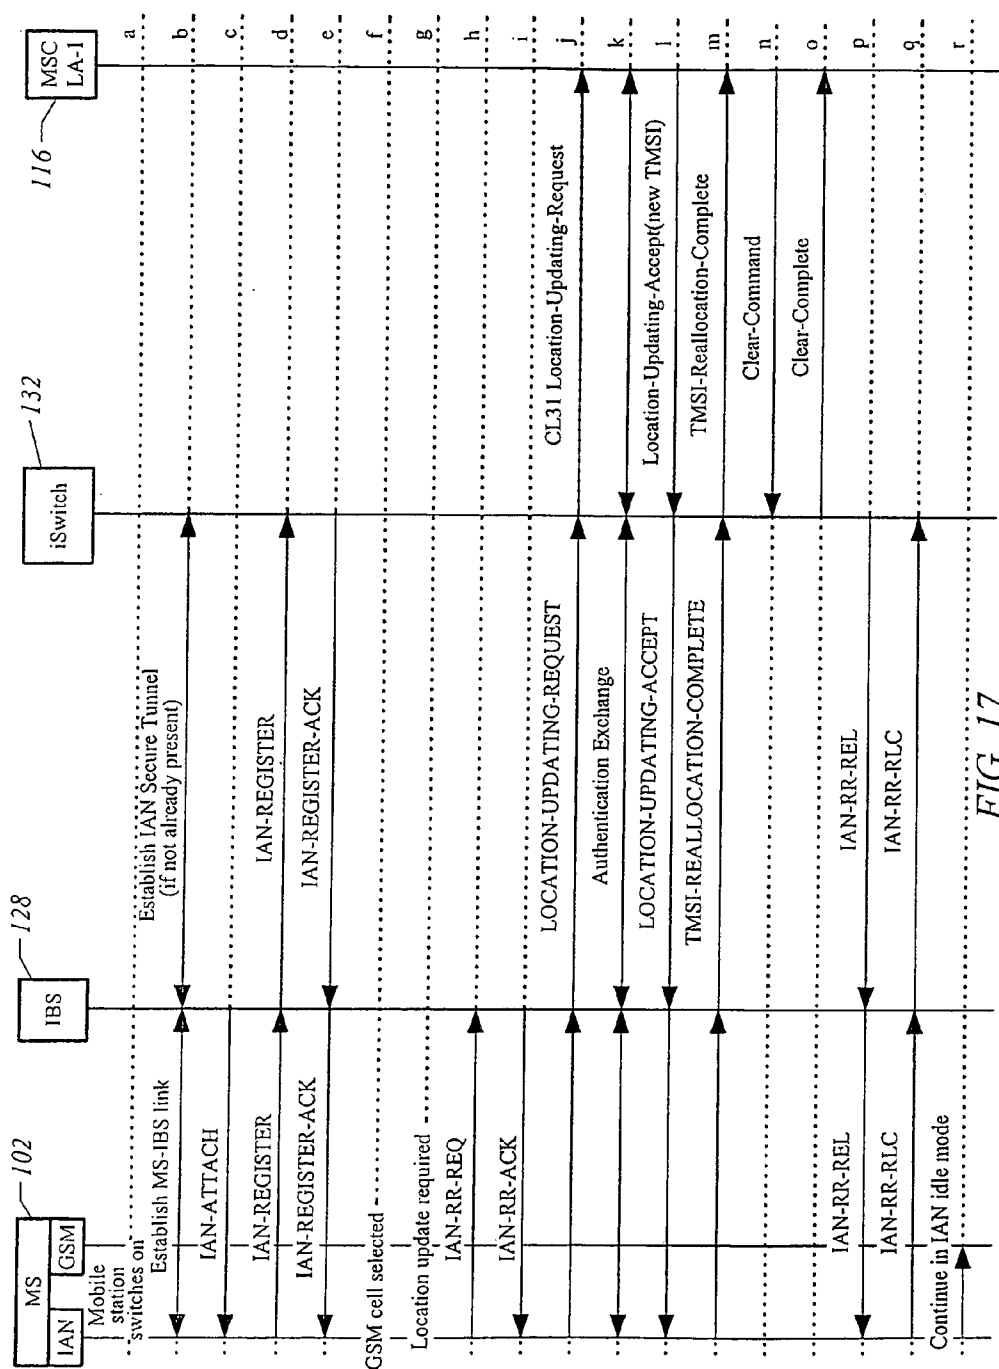 102
MS
IAN GSM
128
IBS
132
iSwitch
116
MSC
LA-1
Mobile
station
switches on
a
Establish MS-IBS link
Establish IAN Secure Tunnel
(if not already present)
b
IAN-ATTACH
c
IAN-REGISTER
IAN-REGISTER
d
IAN-REGISTER-ACK
IAN-REGISTER-ACK
e
GSM cell selected
f
Location update required
g
IAN-RR-REQ
h
IAN-RR-ACK
i
LOCATION-UPDATING-REQUEST
CL31 Location-Updating-Request
j
Authentication Exchange
k
LOCATION-UPDATING-ACCEPT
Location-Updating-Accept(new TMSI)
l
TMSI-REALLOCATION-COMPLETE
TMSI-Reallocation-Complete
m
Clear-Command
n
Clear-Complete
o
IAN-RR-REL
IAN-RR-REL
p
IAN-RR-RLC
IAN-RR-RLC
q
Continue in IAN idle mode
r
FIG. 17